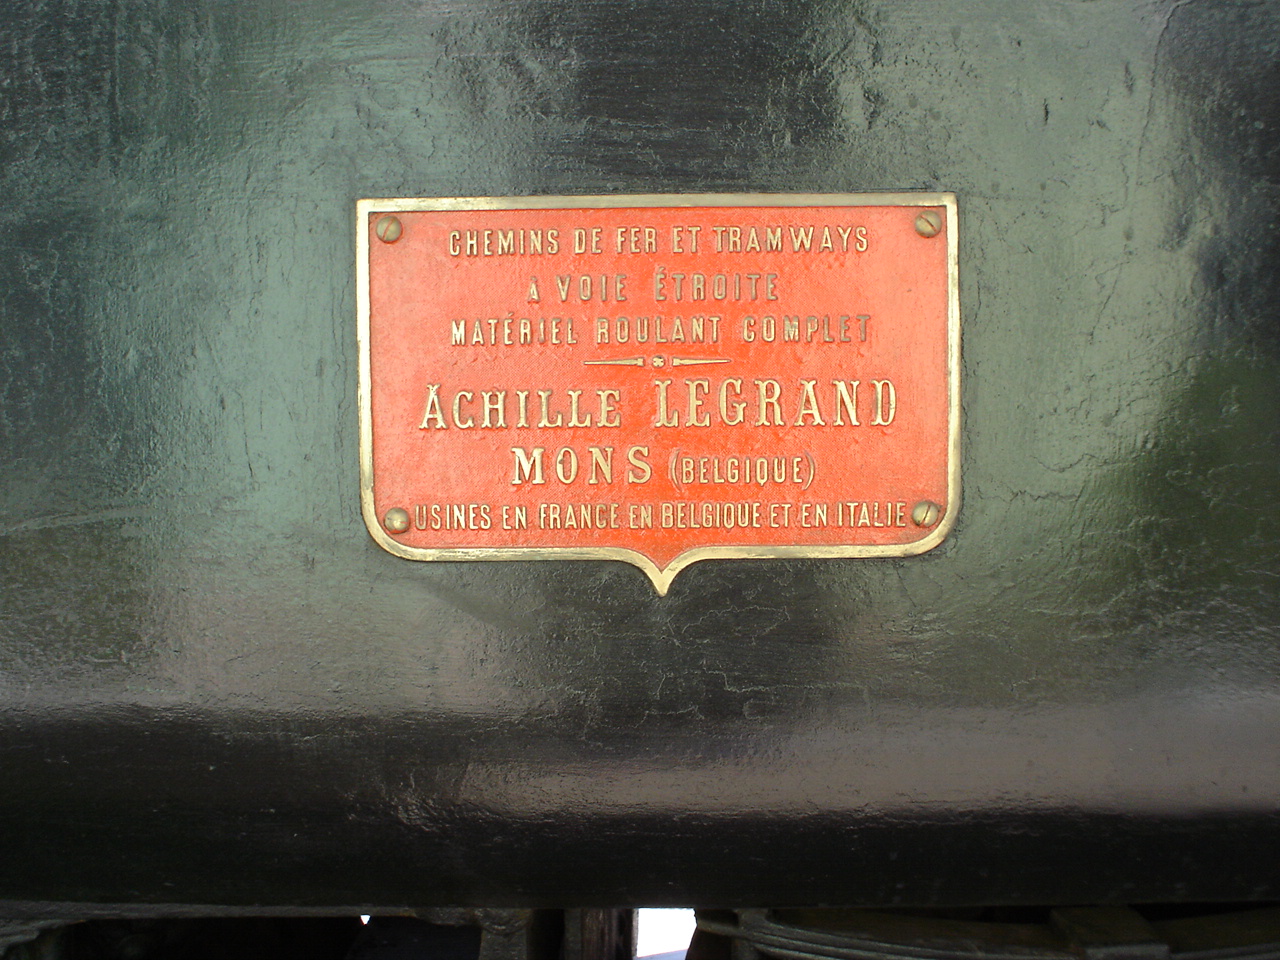 CHEMINS DE FER ET TRAMWAYS
A VOIE ÉTROITE
MATÉRIEL ROULANT COMPLET
ACHILLE LEGRAND
MONS (BELGIQUE)
USINES EN FRANCE EN BELGIQUE ET EN ITALIE